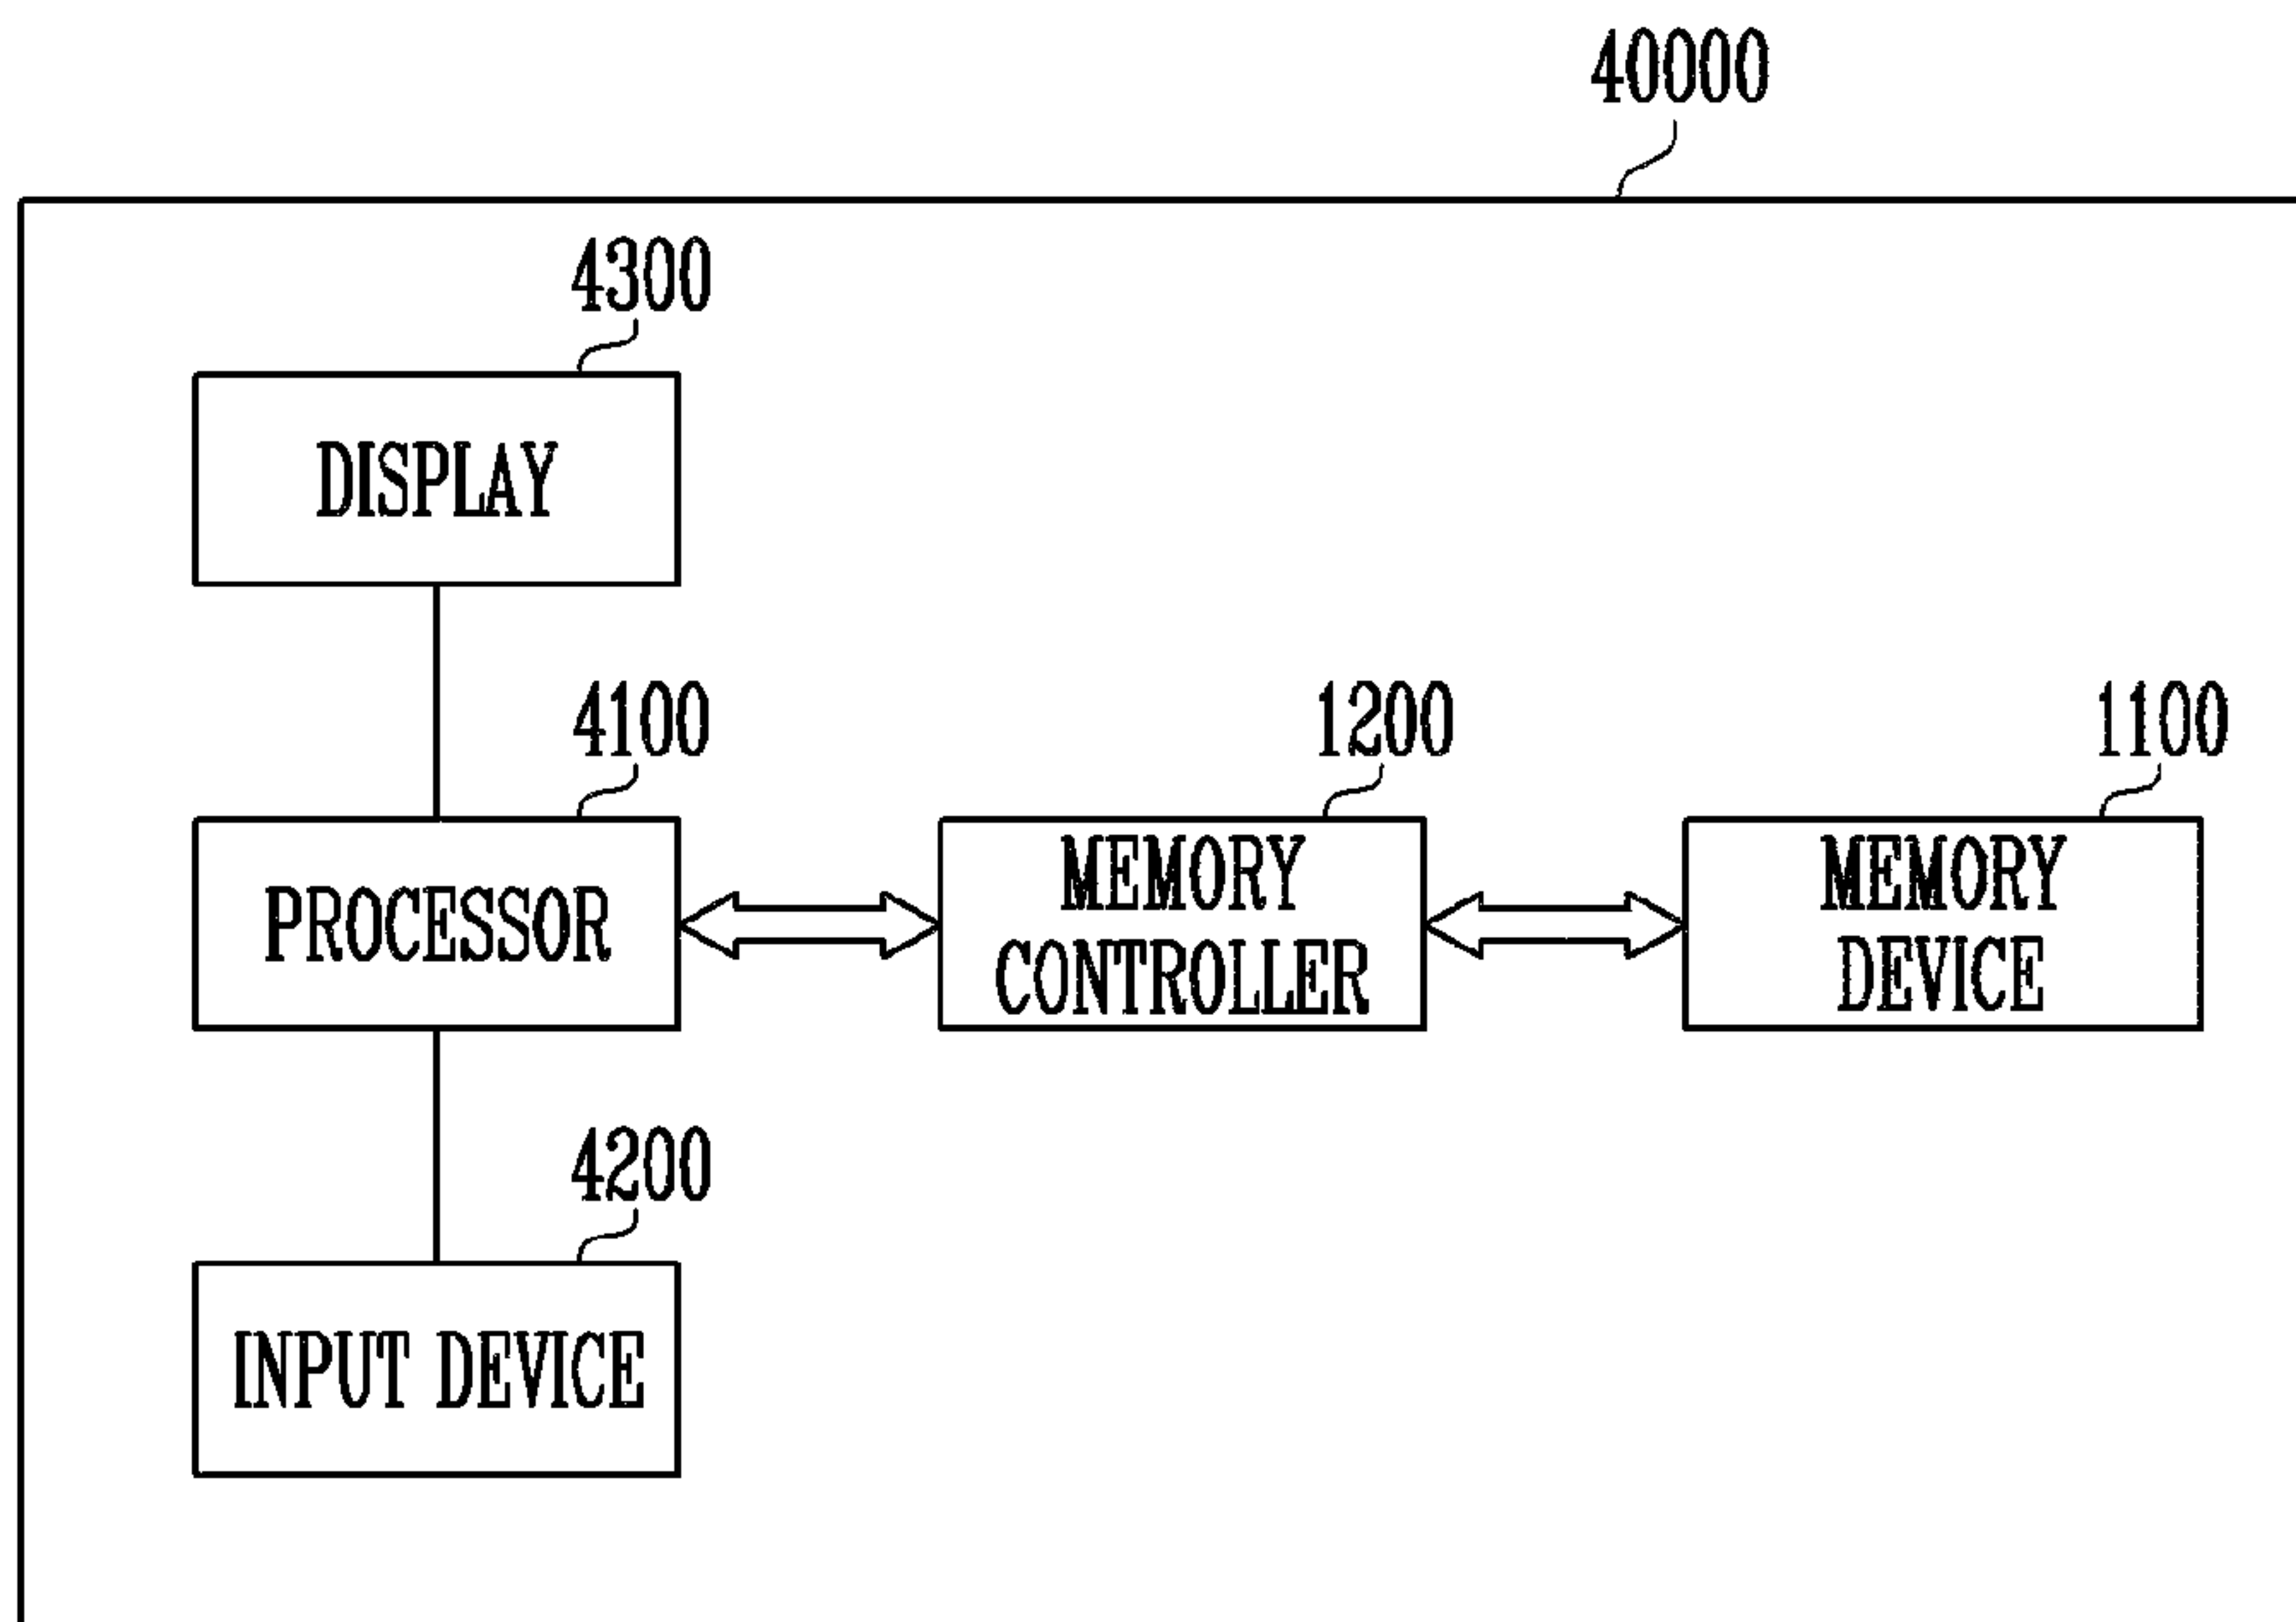 40000
4300
DISPLAY
4100
PROCESSOR
1200
MEMORY
CONTROLLER
1100
MEMORY
DEVICE
4200
INPUT DEVICE